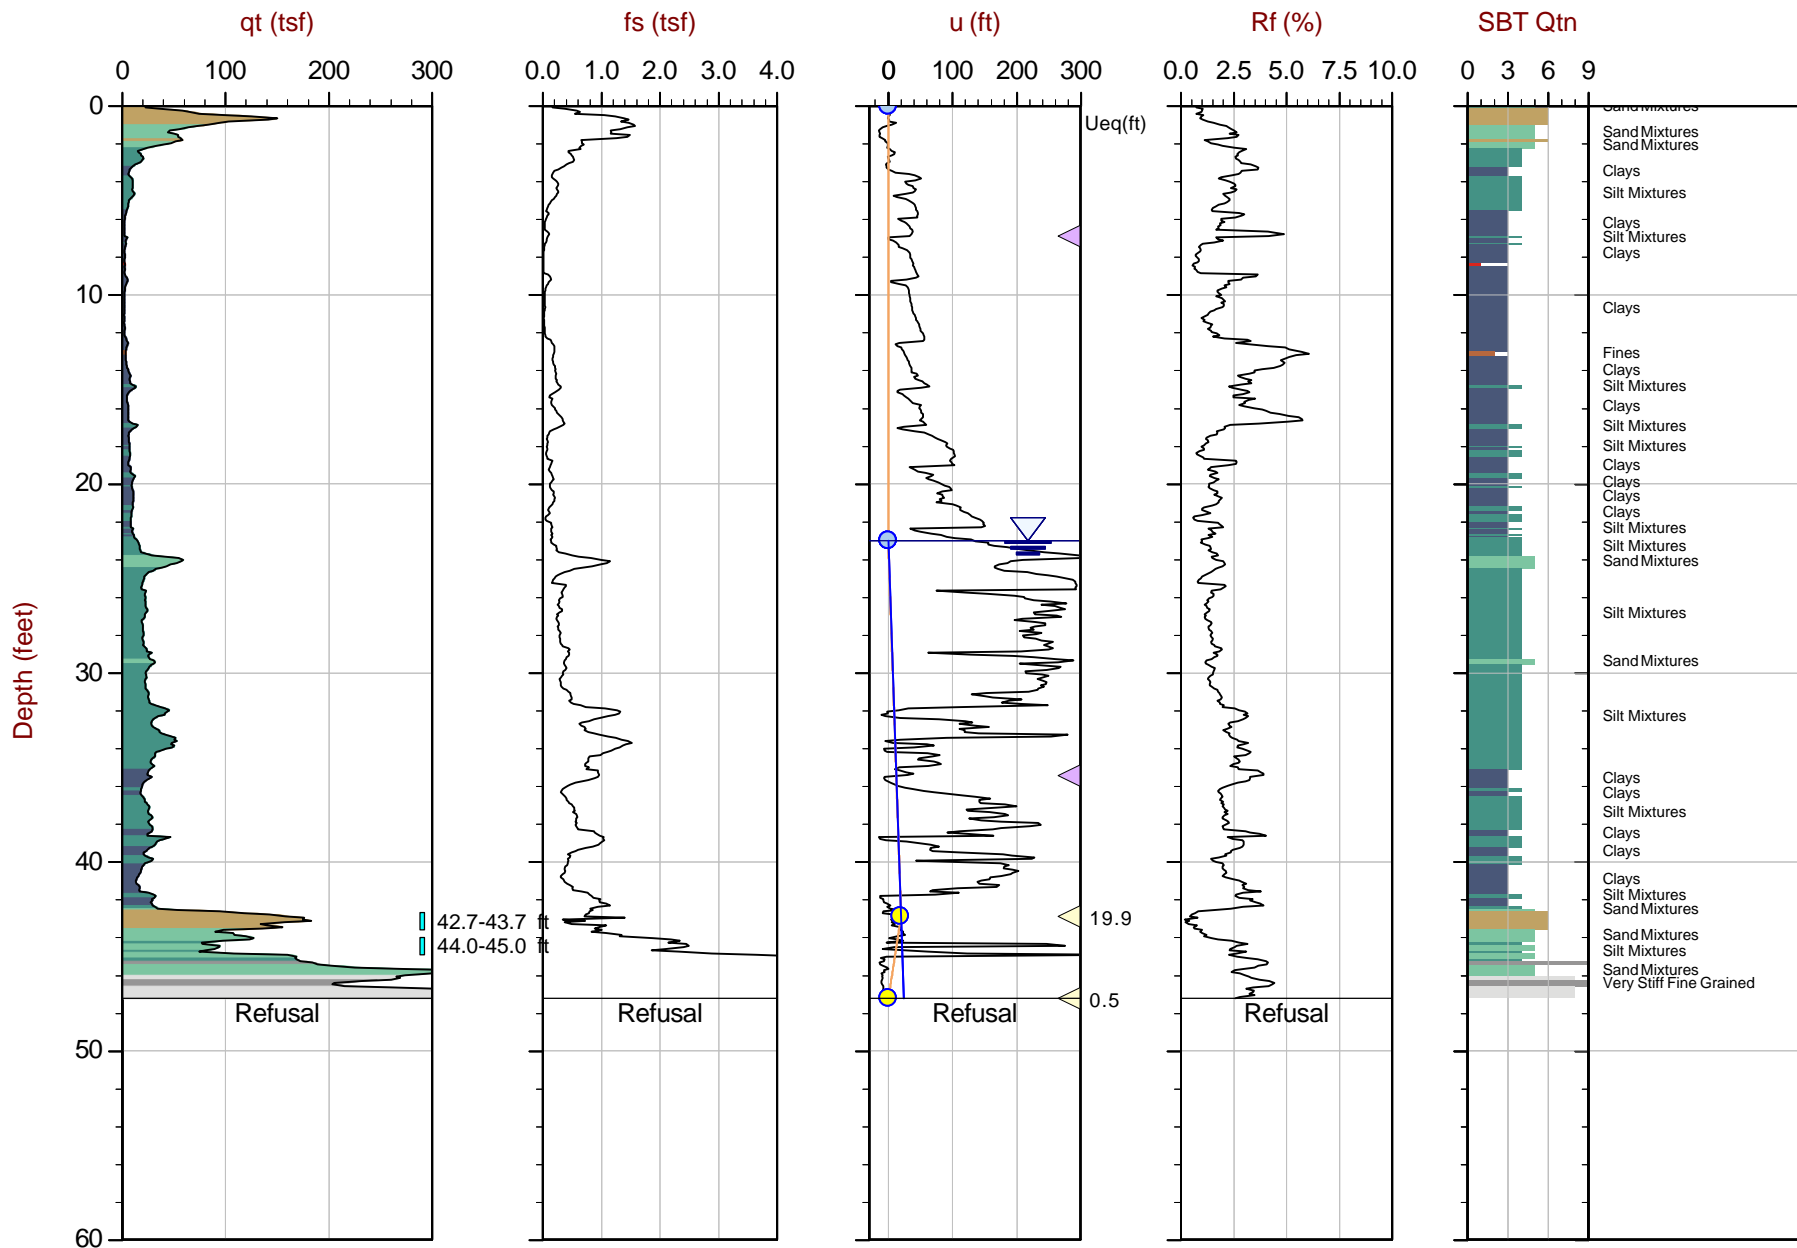 qt (tsf) fs (tsf) u (ft) Rf (%) SBT Qtn
0 100 200 300 0.0 1.0 2.0 3.0 4.0 0 100 200 300 0.0 2.5 5.0 7.5 10.0 0 3 6 9
0
10
20
30
40
50
60
Depth (feet)
42.7-43.7 ft
44.0-45.0 ft
Ueq(ft)
19.9
0.5
Refusal Refusal Refusal Refusal
Sand Mixtures
Sand Mixtures
Sand Mixtures
Clays
Silt Mixtures
Clays
Silt Mixtures
Clays
Clays
Fines
Clays
Silt Mixtures
Clays
Silt Mixtures
Silt Mixtures
Clays
Clays
Clays
Clays
Silt Mixtures
Silt Mixtures
Sand Mixtures
Silt Mixtures
Sand Mixtures
Silt Mixtures
Clays
Clays
Silt Mixtures
Clays
Clays
Clays
Silt Mixtures
Sand Mixtures
Sand Mixtures
Silt Mixtures
Sand Mixtures
Very Stiff Fine Grained